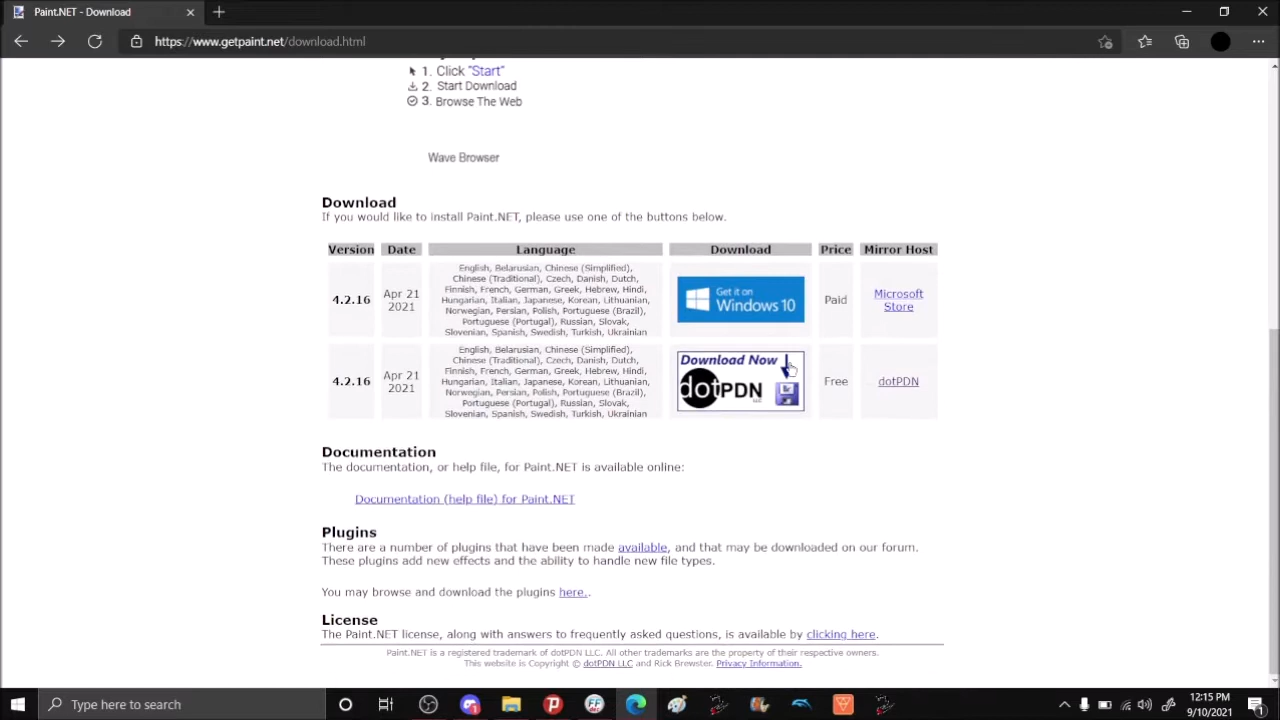 Paint.NET - Download
https://www.getpaint.net/download.html
1. Click "Start"
2. Start Download
3. Browse The Web
Wave Browser
Download
If you would like to install Paint.NET, please use one of the buttons below.
Version Date Language Download Price Mirror Host
4.2.16 Apr 21 2021 English, Belarusian, Chinese (Simplified),
Chinese (Traditional), Czech, Danish, Dutch,
Finnish, French, German, Greek, Hebrew, Hindi,
Hungarian, Italian, Japanese, Korean, Lithuanian,
Norwegian, Persian, Polish, Portuguese (Brazil),
Portuguese (Portugal), Russian, Slovak,
Slovenian, Spanish, Swedish, Turkish, Ukrainian
Get it on
Windows 10
Paid
Microsoft
Store
4.2.16 Apr 21 2021 English, Belarusian, Chinese (Simplified),
Chinese (Traditional), Czech, Danish, Dutch,
Finnish, French, German, Greek, Hebrew, Hindi,
Hungarian, Italian, Japanese, Korean, Lithuanian,
Norwegian, Persian, Polish, Portuguese (Brazil),
Portuguese (Portugal), Russian, Slovak,
Slovenian, Spanish, Swedish, Turkish, Ukrainian
Download Now
dotPDN
LLC
Free
dotPDN
Documentation
The documentation, or help file, for Paint.NET is available online:
Documentation (help file) for Paint.NET
Plugins
There are a number of plugins that have been made available, and that may be downloaded on our forum.
These plugins add new effects and the ability to handle new file types.
You may browse and download the plugins here..
License
The Paint.NET license, along with answers to frequently asked questions, is available by clicking here.
Paint.NET is a registered trademark of dotPDN LLC. All other trademarks are the property of their respective owners.
This website is Copyright © dotPDN LLC and Rick Brewster. Privacy Information.
Type here to search
12:15 PM
9/10/2021